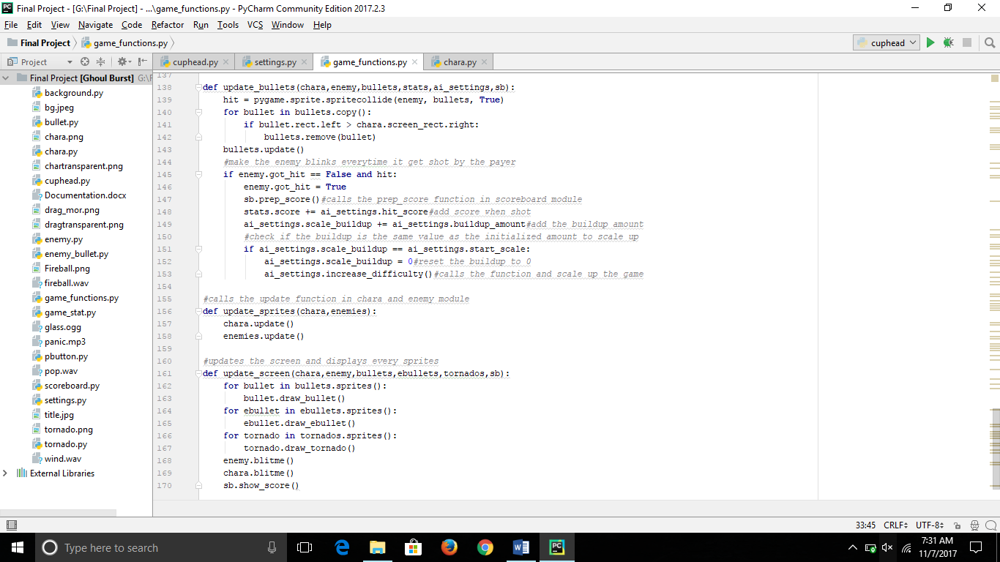 Final Project - [G:\Final Project] - ...\game_functions.py - PyCharm Community Edition 2017.2.3
File Edit View Navigate Code Refactor Run Tools VCS Window Help
Final Project game_functions.py cuphead
Project cuphead.py settings.py game_functions.py chara.py
Final Project [Ghoul Burst] G:\F
background.py
bg.jpeg
bullet.py
chara.png
chara.py
chartransparent.png
cuphead.py
Documentation.docx
drag_mor.png
dragtransparent.png
enemy.py
enemy_bullet.py
Fireball.png
fireball.wav
game_functions.py
game_stat.py
glass.ogg
panic.mp3
pbutton.py
pop.wav
scoreboard.py
settings.py
title.jpg
tornado.png
tornado.py
wind.wav
External Libraries
137
138 def update_bullets(chara,enemy,bullets,stats,ai_settings,sb):
139 hit = pygame.sprite.spritecollide(enemy, bullets, True)
140 for bullet in bullets.copy():
141 if bullet.rect.left > chara.screen_rect.right:
142 bullets.remove(bullet)
143 bullets.update()
144 #make the enemy blinks everytime it get shot by the payer
145 if enemy.got_hit == False and hit:
146 enemy.got_hit = True
147 sb.prep_score()#calls the prep_score function in scoreboard module
148 stats.score += ai_settings.hit_score#add score when shot
149 ai_settings.scale_buildup += ai_settings.buildup_amount#add the buildup amount
150 #check if the buildup is the same value as the initialized amount to scale up
151 if ai_settings.scale_buildup == ai_settings.start_scale:
152 ai_settings.scale_buildup = 0#reset the buildup to 0
153 ai_settings.increase_difficulty()#calls the function and scale up the game
154
155 #calls the update function in chara and enemy module
156 def update_sprites(chara,enemies):
157 chara.update()
158 enemies.update()
159
160 #updates the screen and displays every sprites
161 def update_screen(chara,enemy,bullets,ebullets,tornados,sb):
162 for bullet in bullets.sprites():
163 bullet.draw_bullet()
164 for ebullet in ebullets.sprites():
165 ebullet.draw_ebullet()
166 for tornado in tornados.sprites():
167 tornado.draw_tornado()
168 enemy.blitme()
169 chara.blitme()
170 sb.show_score()
33:45 CRLF UTF-8
Type here to search
7:31 AM
11/7/2017